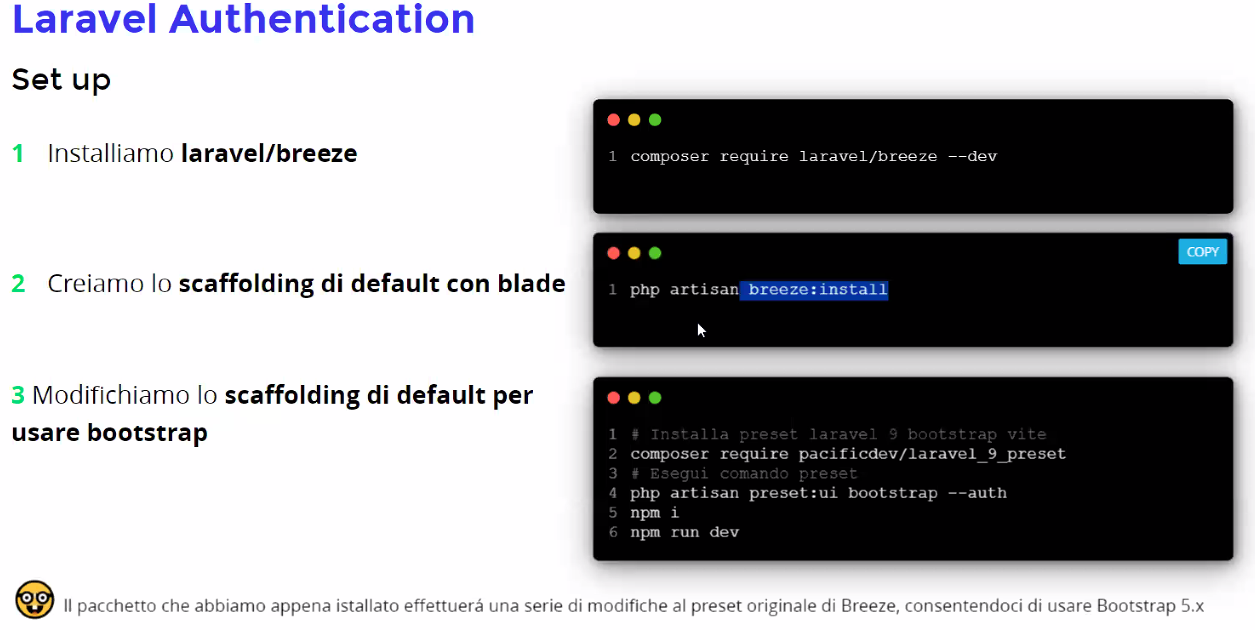 Laravel Authentication
Set up
1 Installiamo laravel/breeze
1 composer require laravel/breeze --dev
2 Creiamo lo scaffolding di default con blade
COPY
1 php artisan breeze:install
3 Modifichiamo lo scaffolding di default per
usare bootstrap
1 # Installa preset laravel 9 bootstrap vite
2 composer require pacificdev/laravel_9_preset
3 # Esegui comando preset
4 php artisan preset:ui bootstrap --auth
5 npm i
6 npm run dev
Il pacchetto che abbiamo appena istallato effettuerá una serie di modifiche al preset originale di Breeze, consentendoci di usare Bootstrap 5.x